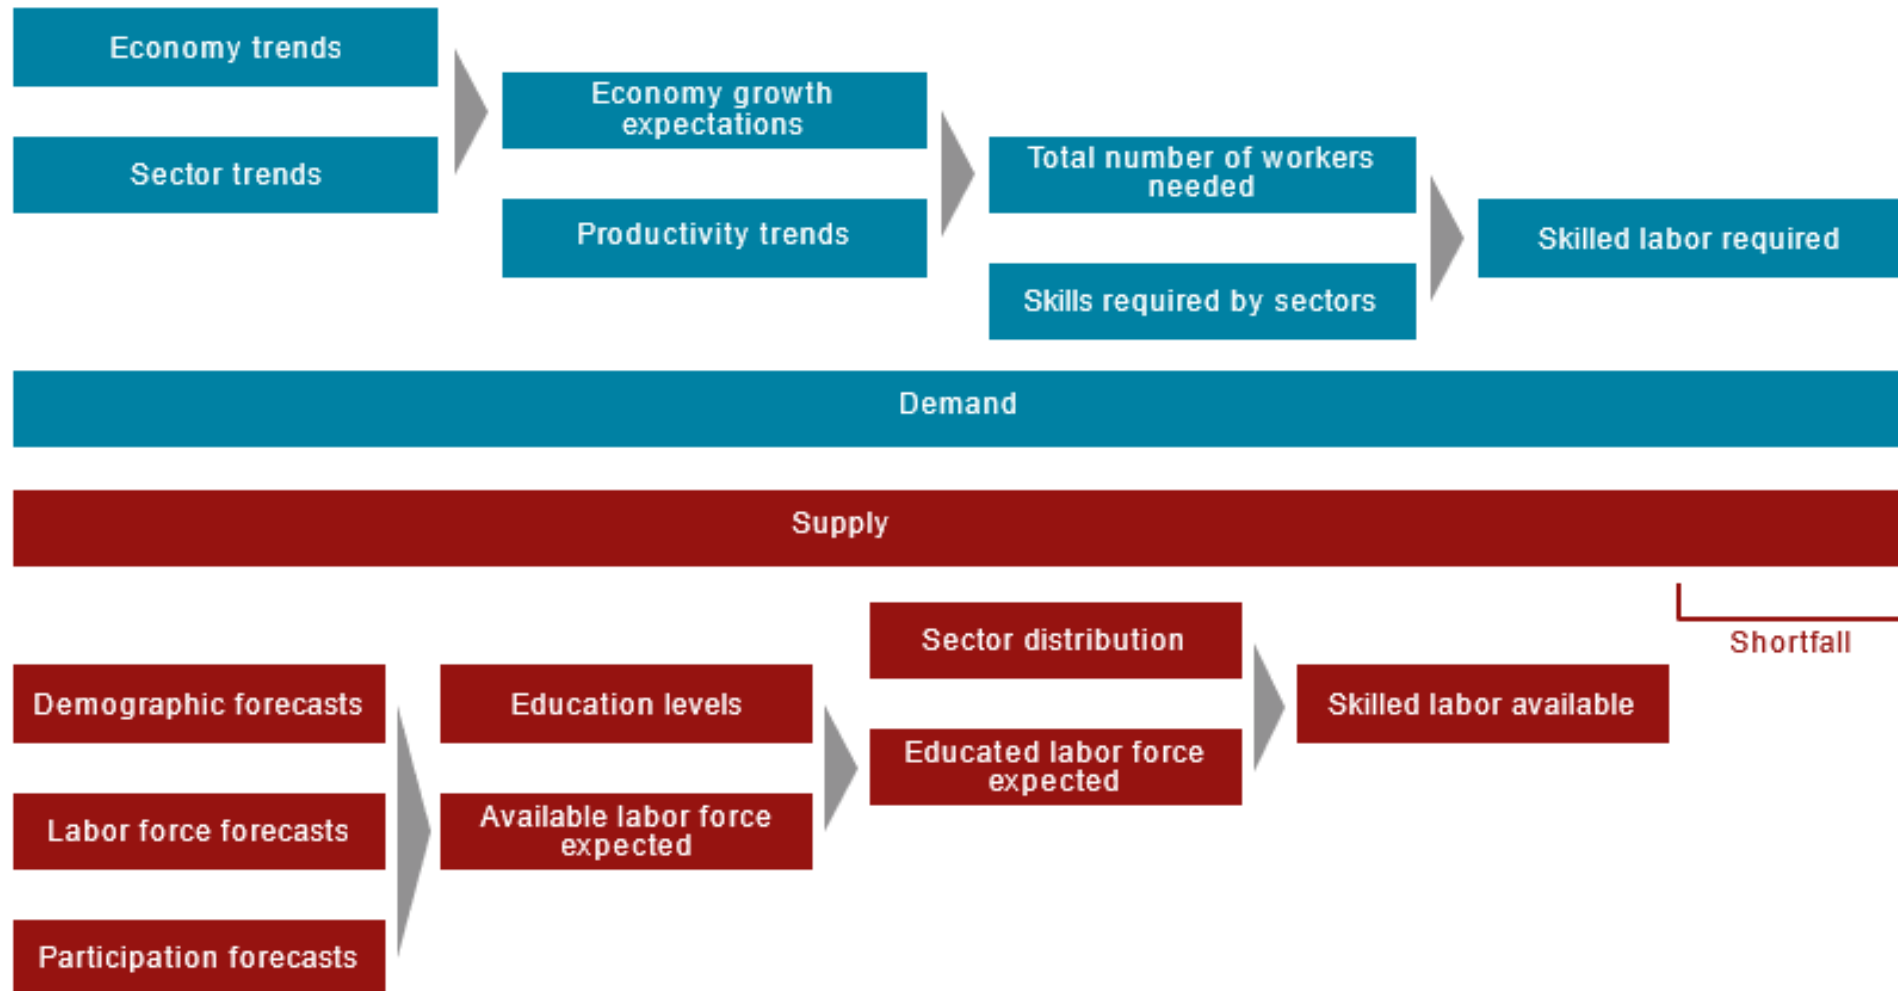 Economy trends
Sector trends
Economy growth
expectations
Productivity trends
Total number of workers
needed
Skills required by sectors
Skilled labor required
Demand
Supply
Shortfall
Demographic forecasts
Labor force forecasts
Participation forecasts
Education levels
Available labor force
expected
Sector distribution
Educated labor force
expected
Skilled labor available